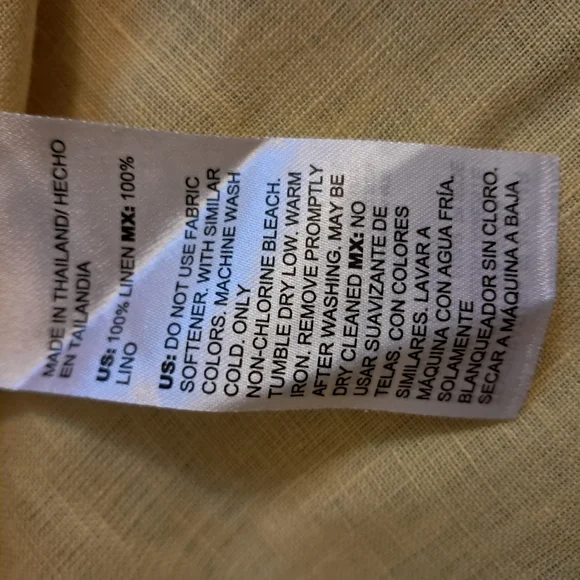 MADE IN THAILAND/ HECHO
EN TAILANDIA
US: 100% LINEN MX: 100%
LINO
US: DO NOT USE FABRIC
SOFTENER. WITH SIMILAR
COLORS. MACHINE WASH
COLD. ONLY
NON-CHLORINE BLEACH.
TUMBLE DRY LOW. WARM
IRON. REMOVE PROMPTLY
AFTER WASHING. MAY BE
DRY CLEANED MX: NO
USAR SUAVIZANTE DE
TELAS. CON COLORES
SIMILARES. LAVAR A
MÁQUINA CON AGUA FRÍA.
SOLAMENTE
BLANQUEADOR SIN CLORO.
SECAR A MÁQUINA A BAJA